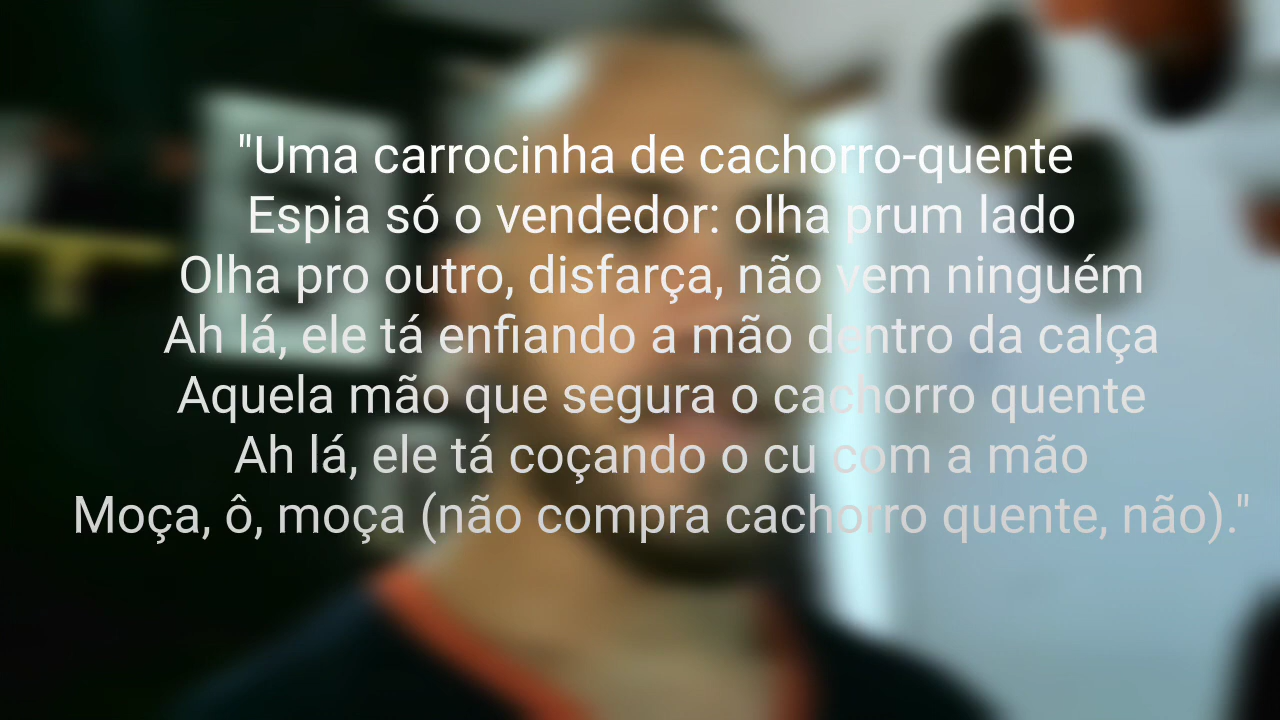 "Uma carrocinha de cachorro-quente
Espia só o vendedor: olha prum lado
Olha pro outro, disfarça, não vem ninguém
Ah lá, ele tá enfiando a mão dentro da calça
Aquela mão que segura o cachorro quente
Ah lá, ele tá coçando o cu com a mão
Moça, ô, moça (não compra cachorro quente, não)."